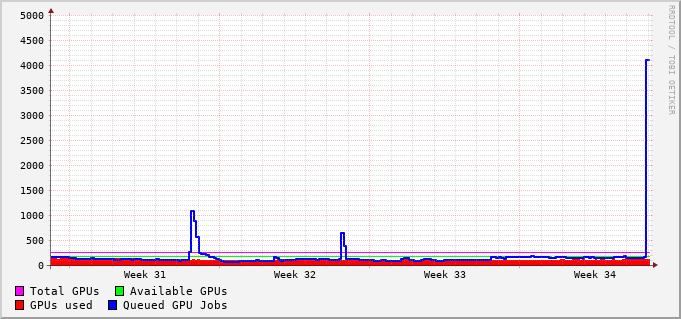 5000
4500
4000
3500
3000
2500
2000
1500
1000
500
0
Week 31 Week 32 Week 33 Week 34
Total GPUs Available GPUs
GPUs used Queued GPU Jobs
RRDTOOL / TOBI OETIKER